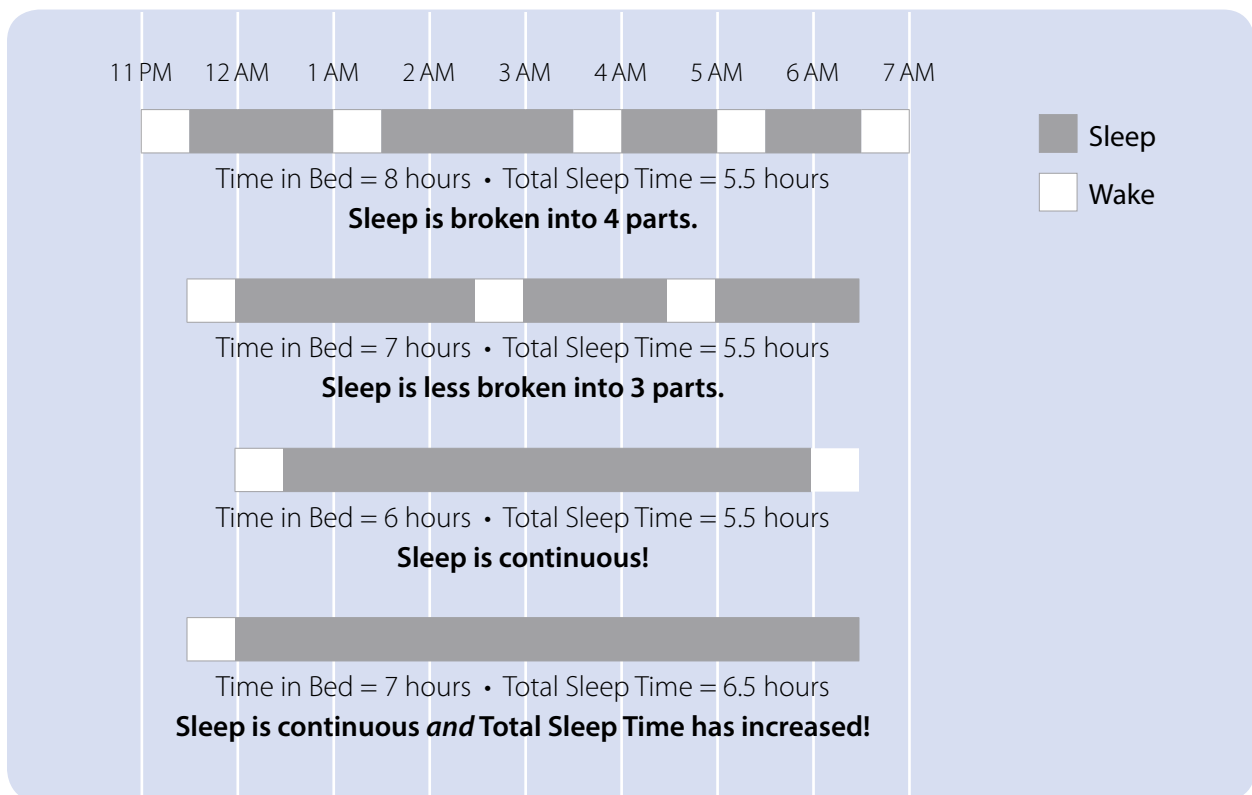 11 PM 12 AM 1 AM 2 AM 3 AM 4 AM 5 AM 6 AM 7 AM
Sleep
Wake
Time in Bed = 8 hours • Total Sleep Time = 5.5 hours
Sleep is broken into 4 parts.
Time in Bed = 7 hours • Total Sleep Time = 5.5 hours
Sleep is less broken into 3 parts.
Time in Bed = 6 hours • Total Sleep Time = 5.5 hours
Sleep is continuous!
Time in Bed = 7 hours • Total Sleep Time = 6.5 hours
Sleep is continuous and Total Sleep Time has increased!